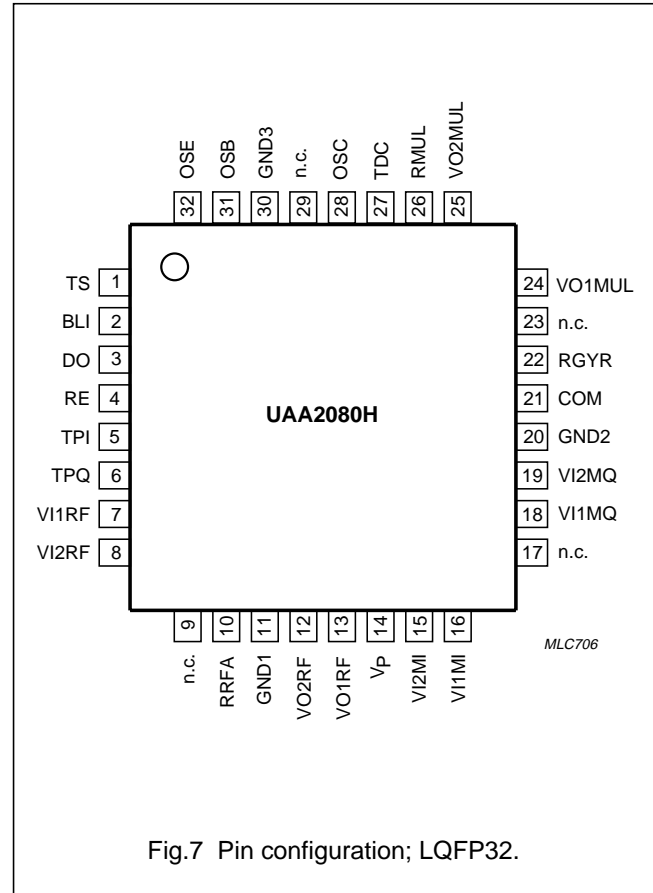 OSE
OSB
GND3
n.c.
OSC
TDC
RMUL
VO2MUL
32
31
30
29
28
27
26
25
TS 1
BLI 2
DO 3
RE 4
TPI 5
TPQ 6
VI1RF 7
VI2RF 8
UAA2080H
24 VO1MUL
23 n.c.
22 RGYR
21 COM
20 GND2
19 VI2MQ
18 VI1MQ
17 n.c.
9
10
11
12
13
14
15
16
n.c.
RRFA
GND1
VO2RF
VO1RF
VP
VI2MI
VI1MI
MLC706
Fig.7 Pin configuration; LQFP32.